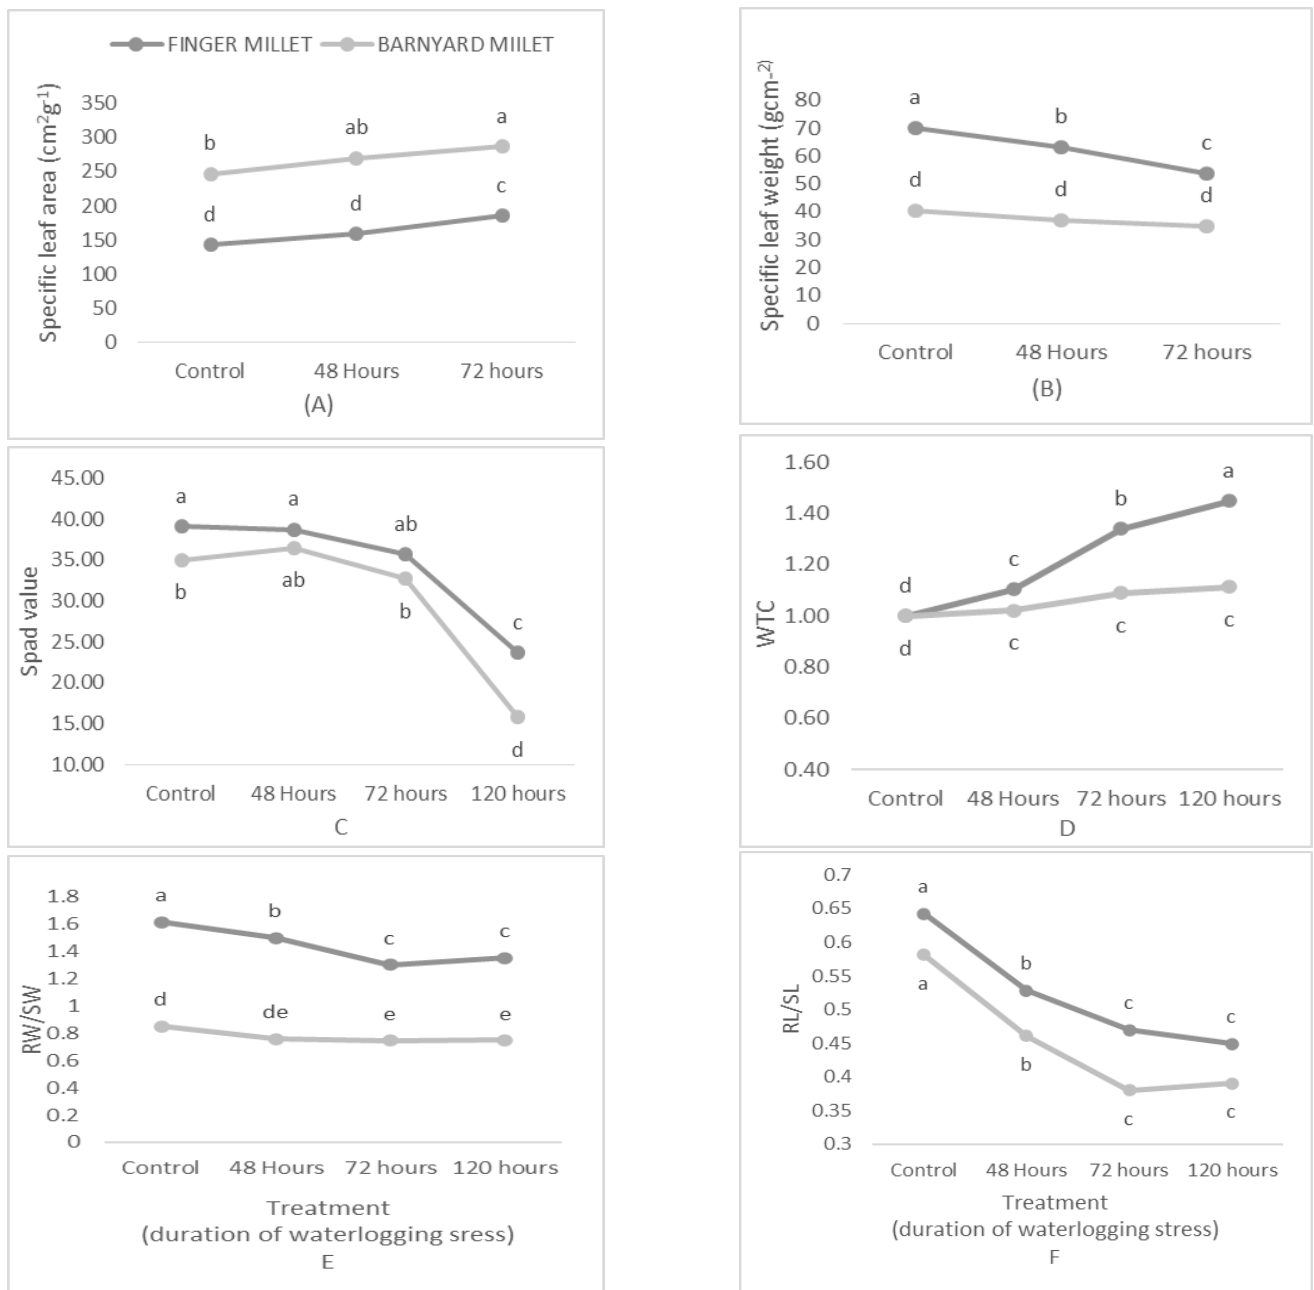 FINGER MILLET BARNYARD MIILET
Specific leaf area (cm²g⁻¹)
350
300
250
200
150
100
50
0
b ab a
d d c
Control 48 Hours 72 hours
(A)
Specific leaf weight (gcm-²⁾
80
70
60
50
40
30
20
10
0
a b c
d d d
Control 48 Hours 72 hours
(B)
Spad value
45.00
40.00
35.00
30.00
25.00
20.00
15.00
10.00
a a ab c
b ab b d
Control 48 Hours 72 hours 120 hours
C
WTC
1.60
1.40
1.20
1.00
0.80
0.60
0.40
d c b a
d c c c
Control 48 Hours 72 hours 120 hours
D
RW/SW
1.8
1.6
1.4
1.2
1
0.8
0.6
0.4
0.2
0
a b c c
d de e e
Control 48 Hours 72 hours 120 hours
Treatment
(duration of waterlogging sress)
E
RL/SL
0.7
0.65
0.6
0.55
0.5
0.45
0.4
0.35
0.3
a b c c
a b c c
Control 48 Hours 72 hours 120 hours
Treatment
(duration of waterlogging stress)
F